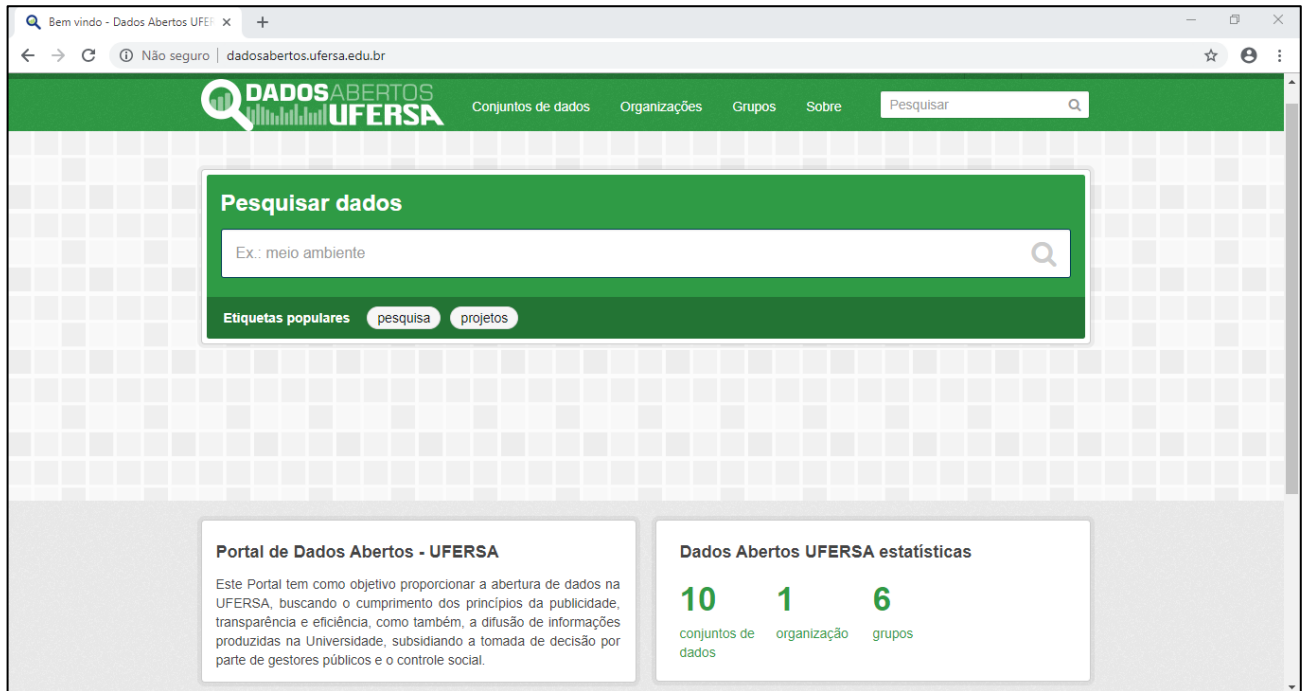 Bem vindo - Dados Abertos UFER
Não seguro | dadosabertos.ufersa.edu.br
DADOSABERTOS
UFERSA
Conjuntos de dados Organizações Grupos Sobre Pesquisar
Pesquisar dados
Ex.: meio ambiente
Etiquetas populares pesquisa projetos
Portal de Dados Abertos - UFERSA
Este Portal tem como objetivo proporcionar a abertura de dados na
UFERSA, buscando o cumprimento dos princípios da publicidade,
transparência e eficiência, como também, a difusão de informações
produzidas na Universidade, subsidiando a tomada de decisão por
parte de gestores públicos e o controle social.
Dados Abertos UFERSA estatísticas
10 1 6
conjuntos de organização grupos
dados